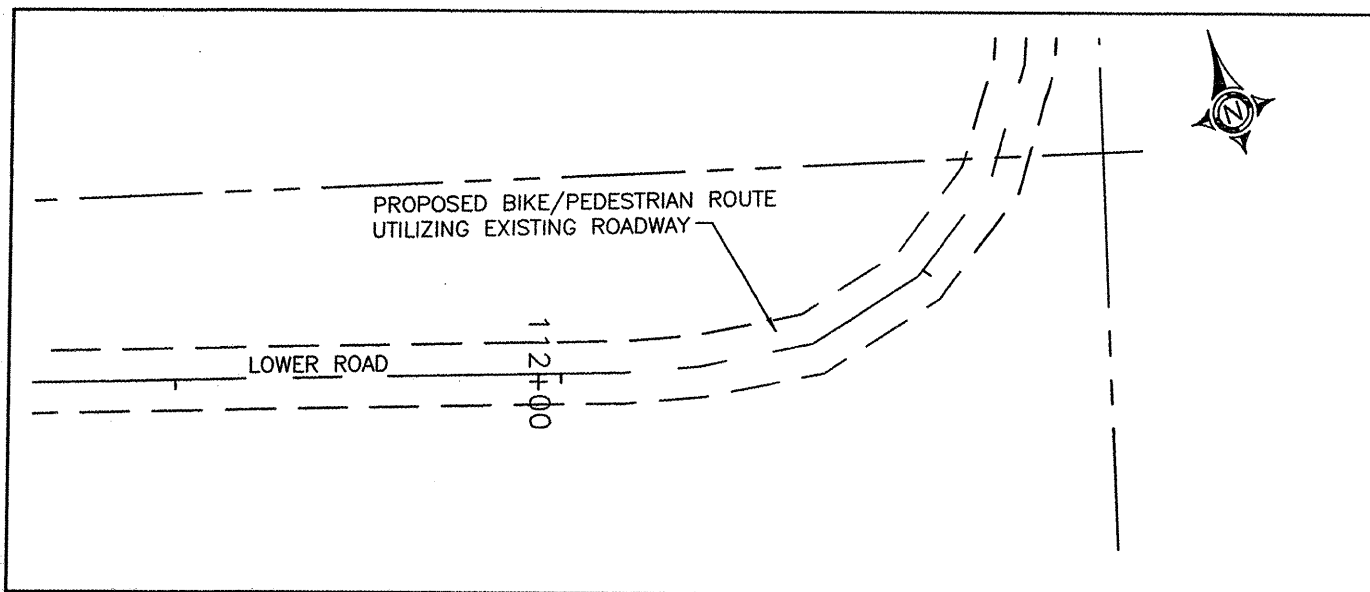 N
PROPOSED BIKE/PEDESTRIAN ROUTE
UTILIZING EXISTING ROADWAY
LOWER ROAD
112+00